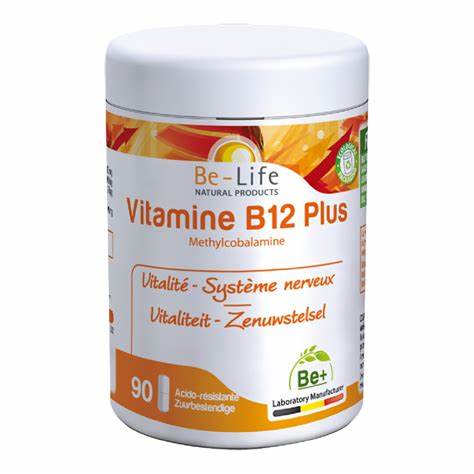 Be-Life
NATURAL PRODUCTS
Vitamine B12 Plus
Methylcobalamine
Vitalité - Système nerveux
Vitaliteit - Zenuwstelsel
90
Acido-résistante
Zuurbestendige
Be+
Laboratory Manufacturer